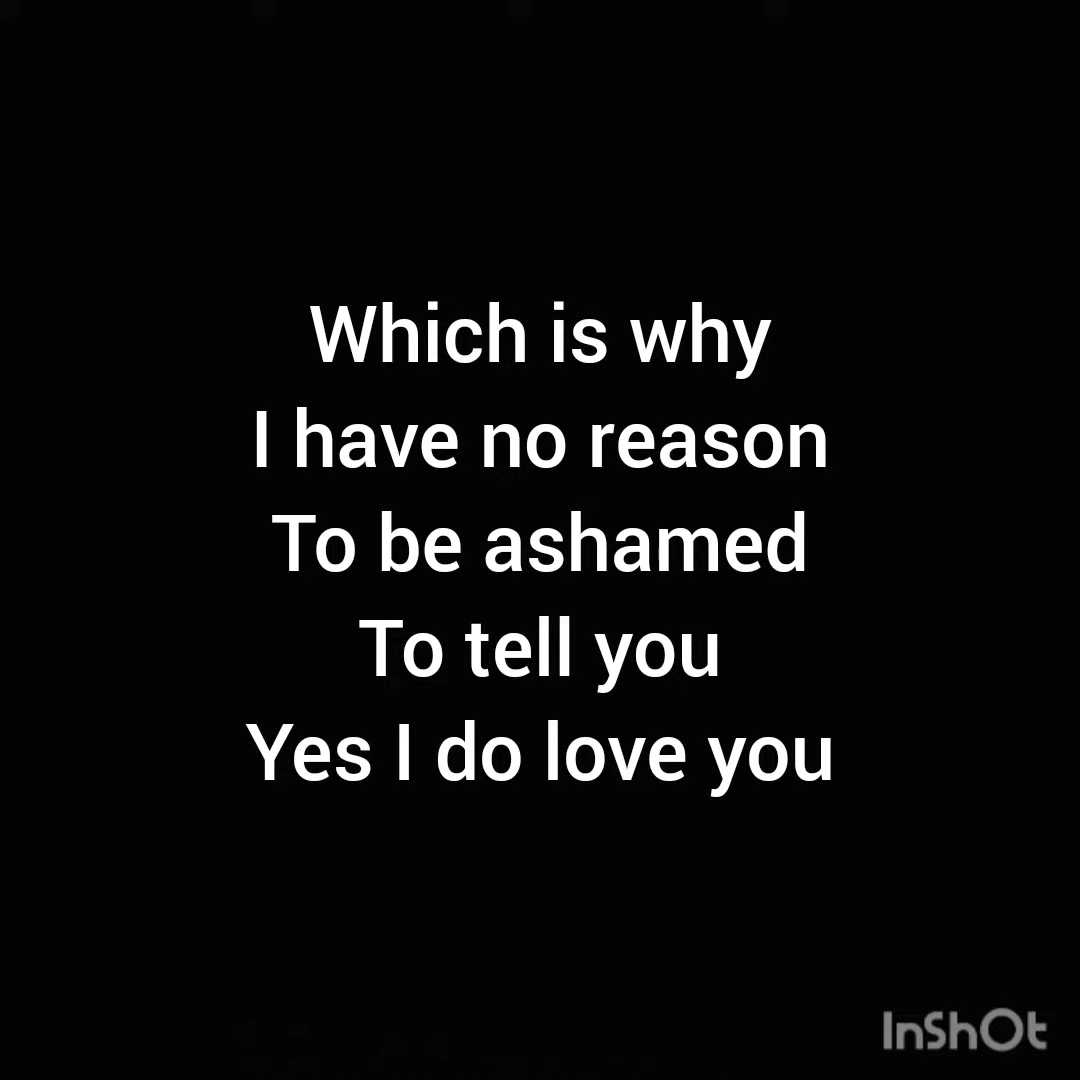 Which is why
I have no reason
To be ashamed
To tell you
Yes I do love you
InShOt